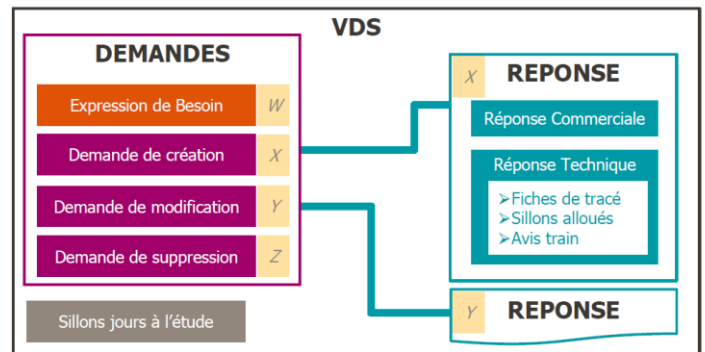 VDS
DEMANDES
Expression de Besoin W
Demande de création X
Demande de modification Y
Demande de suppression Z
Sillons jours à l'étude
X REPONSE
Réponse Commerciale
Réponse Technique
➢Fiches de tracé
➢Sillons alloués
➢Avis train
Y REPONSE